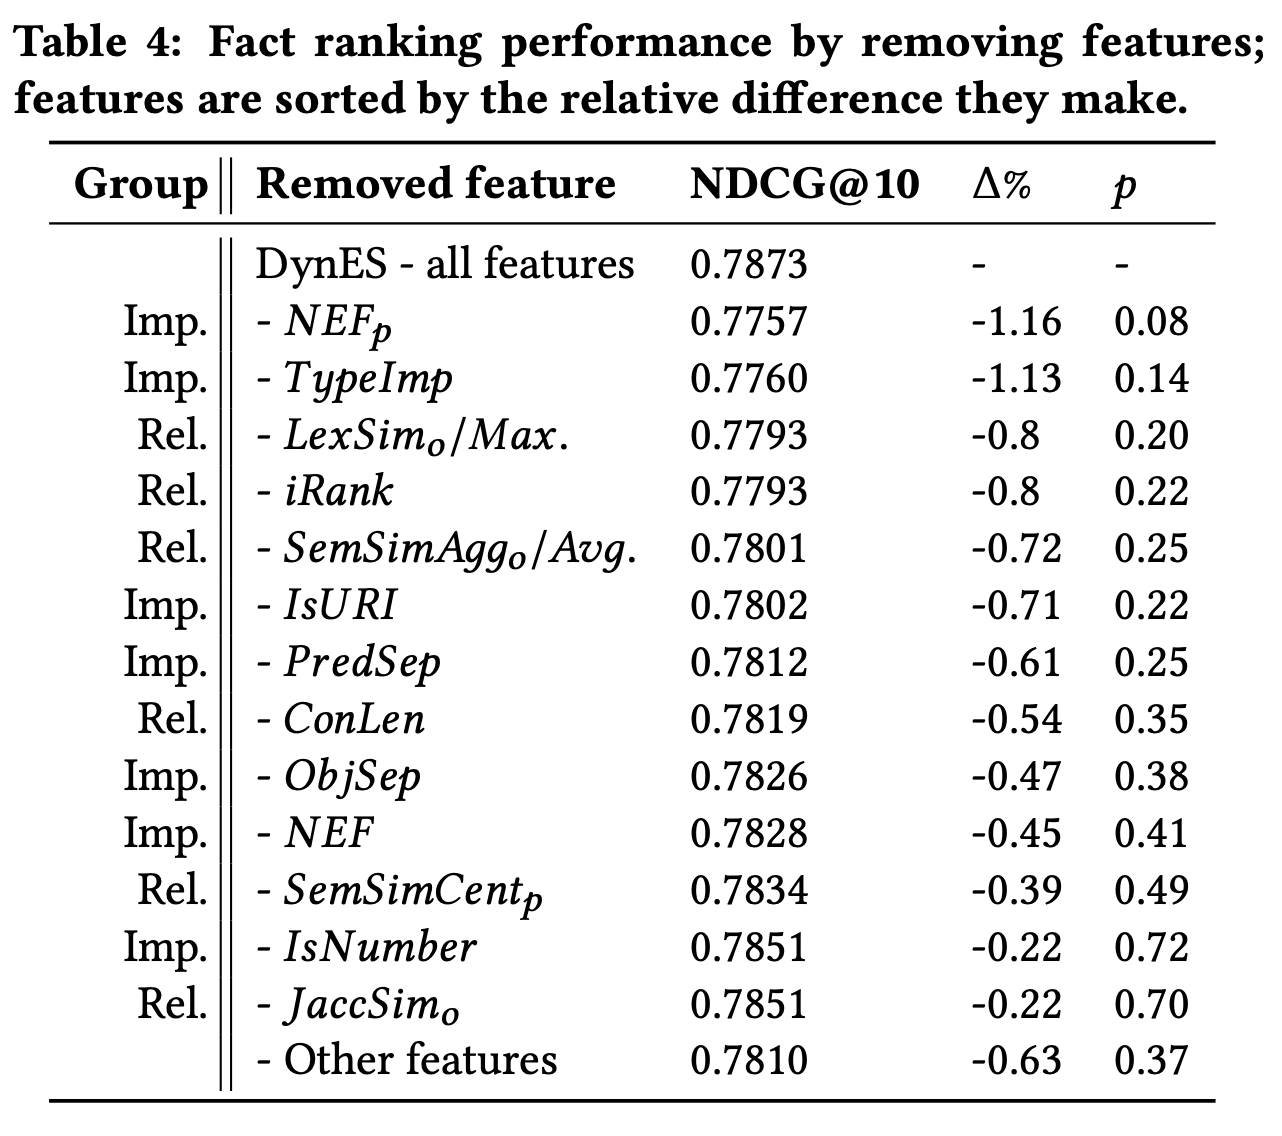 Table 4: Fact ranking performance by removing features;
features are sorted by the relative difference they make.
Group Removed feature NDCG@10 Δ% p
DynES - all features 0.7873 - -
Imp. - NEFp 0.7757 -1.16 0.08
Imp. - TypeImp 0.7760 -1.13 0.14
Rel. - LexSimo/Max. 0.7793 -0.8 0.20
Rel. - iRank 0.7793 -0.8 0.22
Rel. - SemSimAggo/Avg. 0.7801 -0.72 0.25
Imp. - IsURI 0.7802 -0.71 0.22
Imp. - PredSep 0.7812 -0.61 0.25
Rel. - ConLen 0.7819 -0.54 0.35
Imp. - ObjSep 0.7826 -0.47 0.38
Imp. - NEF 0.7828 -0.45 0.41
Rel. - SemSimCentp 0.7834 -0.39 0.49
Imp. - IsNumber 0.7851 -0.22 0.72
Rel. - JaccSimo 0.7851 -0.22 0.70
- Other features 0.7810 -0.63 0.37